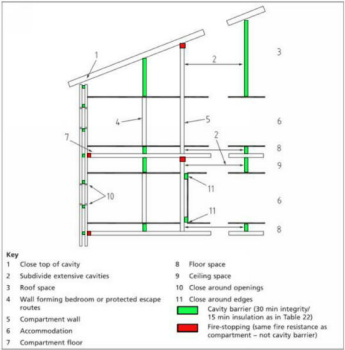 1
2
3
4
5
6
7
8
9
2
11
10
6
11
8
Key
1 Close top of cavity
2 Subdivide extensive cavities
3 Roof space
4 Wall forming bedroom or protected escape
routes
5 Compartment wall
6 Accommodation
7 Compartment floor
8 Floor space
9 Ceiling space
10 Close around openings
11 Close around edges
Cavity barrier (30 min integrity/
15 min insulation as in Table 22)
Fire-stopping (same fire resistance as
compartment – not cavity barrier)